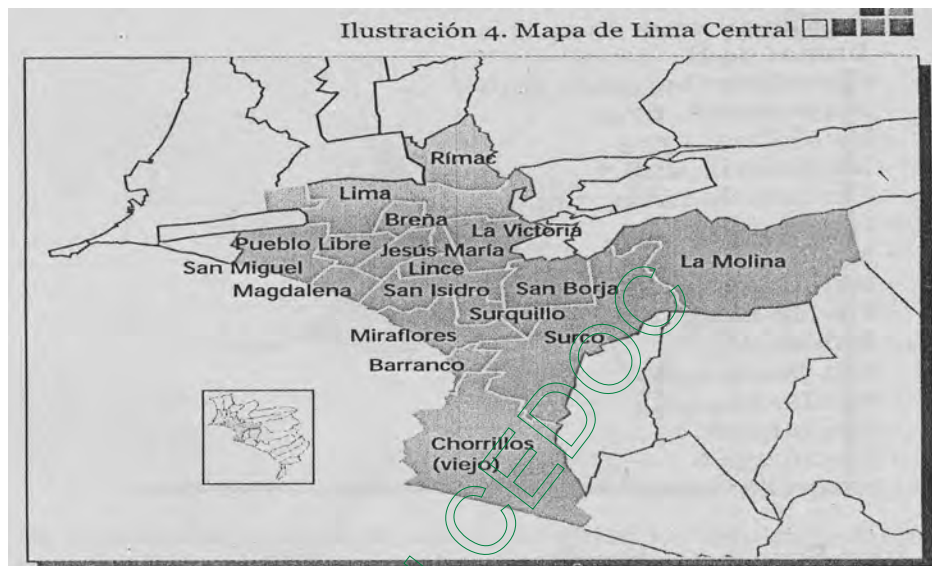 Ilustración 4. Mapa de Lima Central
Rímac
Lima
Breña
La Victoria
Pueblo Libre
Jesús María
San Miguel
Lince
La Molina
Magdalena
San Isidro
San Borja
Surquillo
Miraflores
Surco
Barranco
Chorrillos
(viejo)
CEDOC